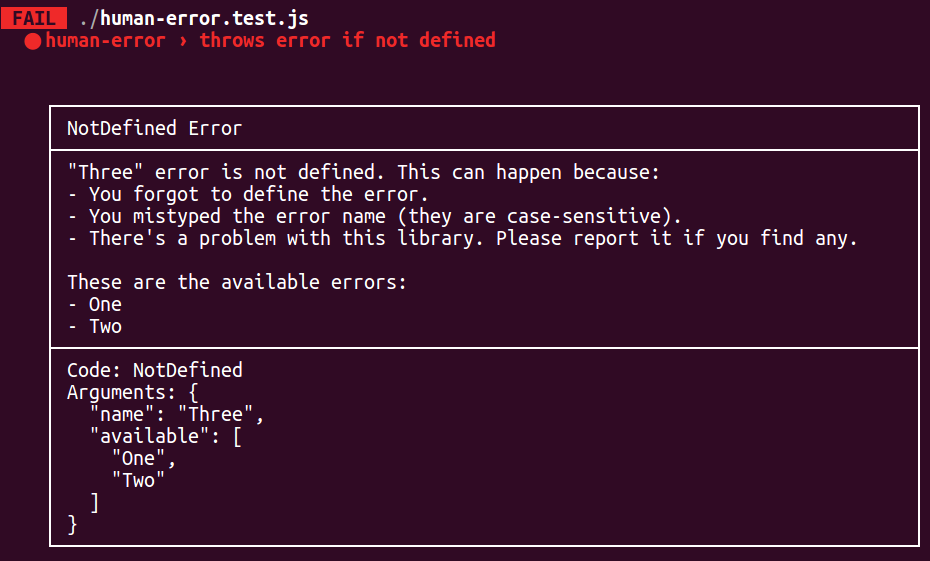 FAIL ./human-error.test.js
●human-error › throws error if not defined
NotDefined Error
"Three" error is not defined. This can happen because:
- You forgot to define the error.
- You mistyped the error name (they are case-sensitive).
- There's a problem with this library. Please report it if you find any.
These are the available errors:
- One
- Two
Code: NotDefined
Arguments: {
  "name": "Three",
  "available": [
    "One",
    "Two"
  ]
}